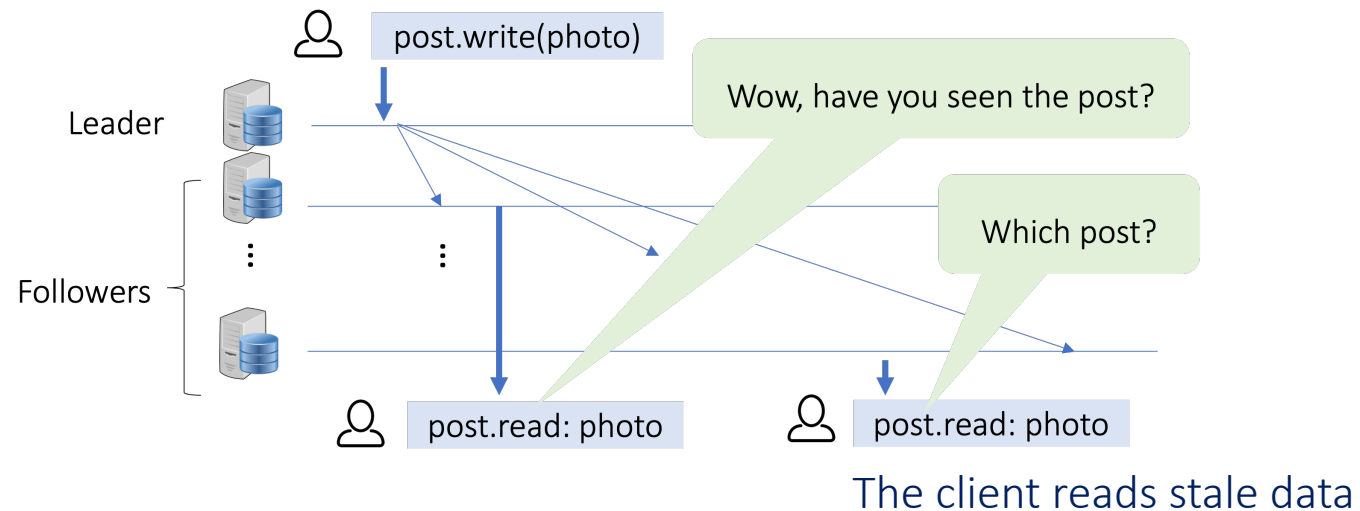 post.write(photo)
Wow, have you seen the post?
Leader
Which post?
⋮
⋮
Followers
post.read: photo
post.read: photo
The client reads stale data